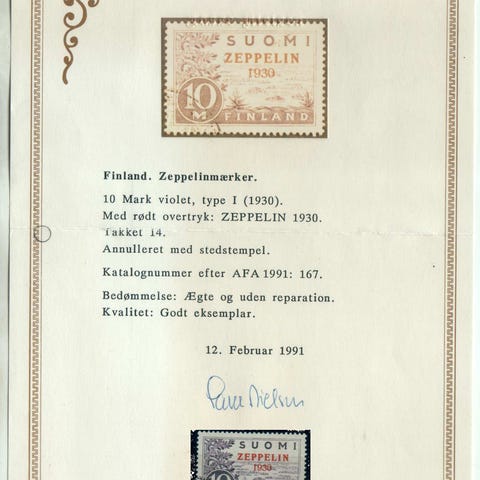 SUOMI
ZEPPELIN
1930
10
M
FINLAND
Finland. Zeppelinmærker.
10 Mark violet, type I (1930).
Med rødt overtryk: ZEPPELIN 1930.
Takket 14.
Annulleret med stedstempel.
Katalognummer efter AFA 1991: 167.
Bedømmelse: Ægte og uden reparation.
Kvalitet: Godt eksemplar.
12. Februar 1991
SUOMI
ZEPPELIN
1930
10